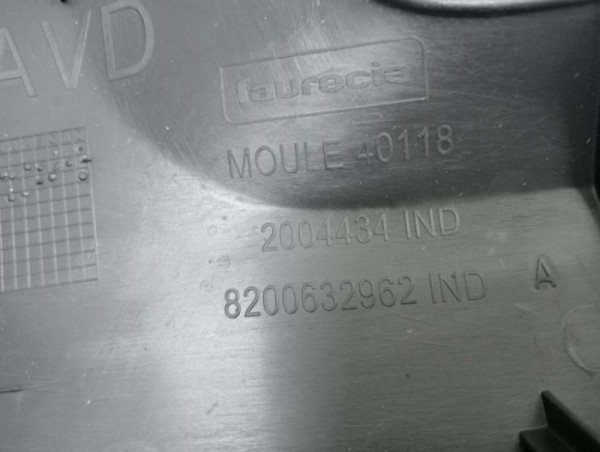 AVD
faurecia
MOULE 40118
2004434 IND
8200632962 IND A